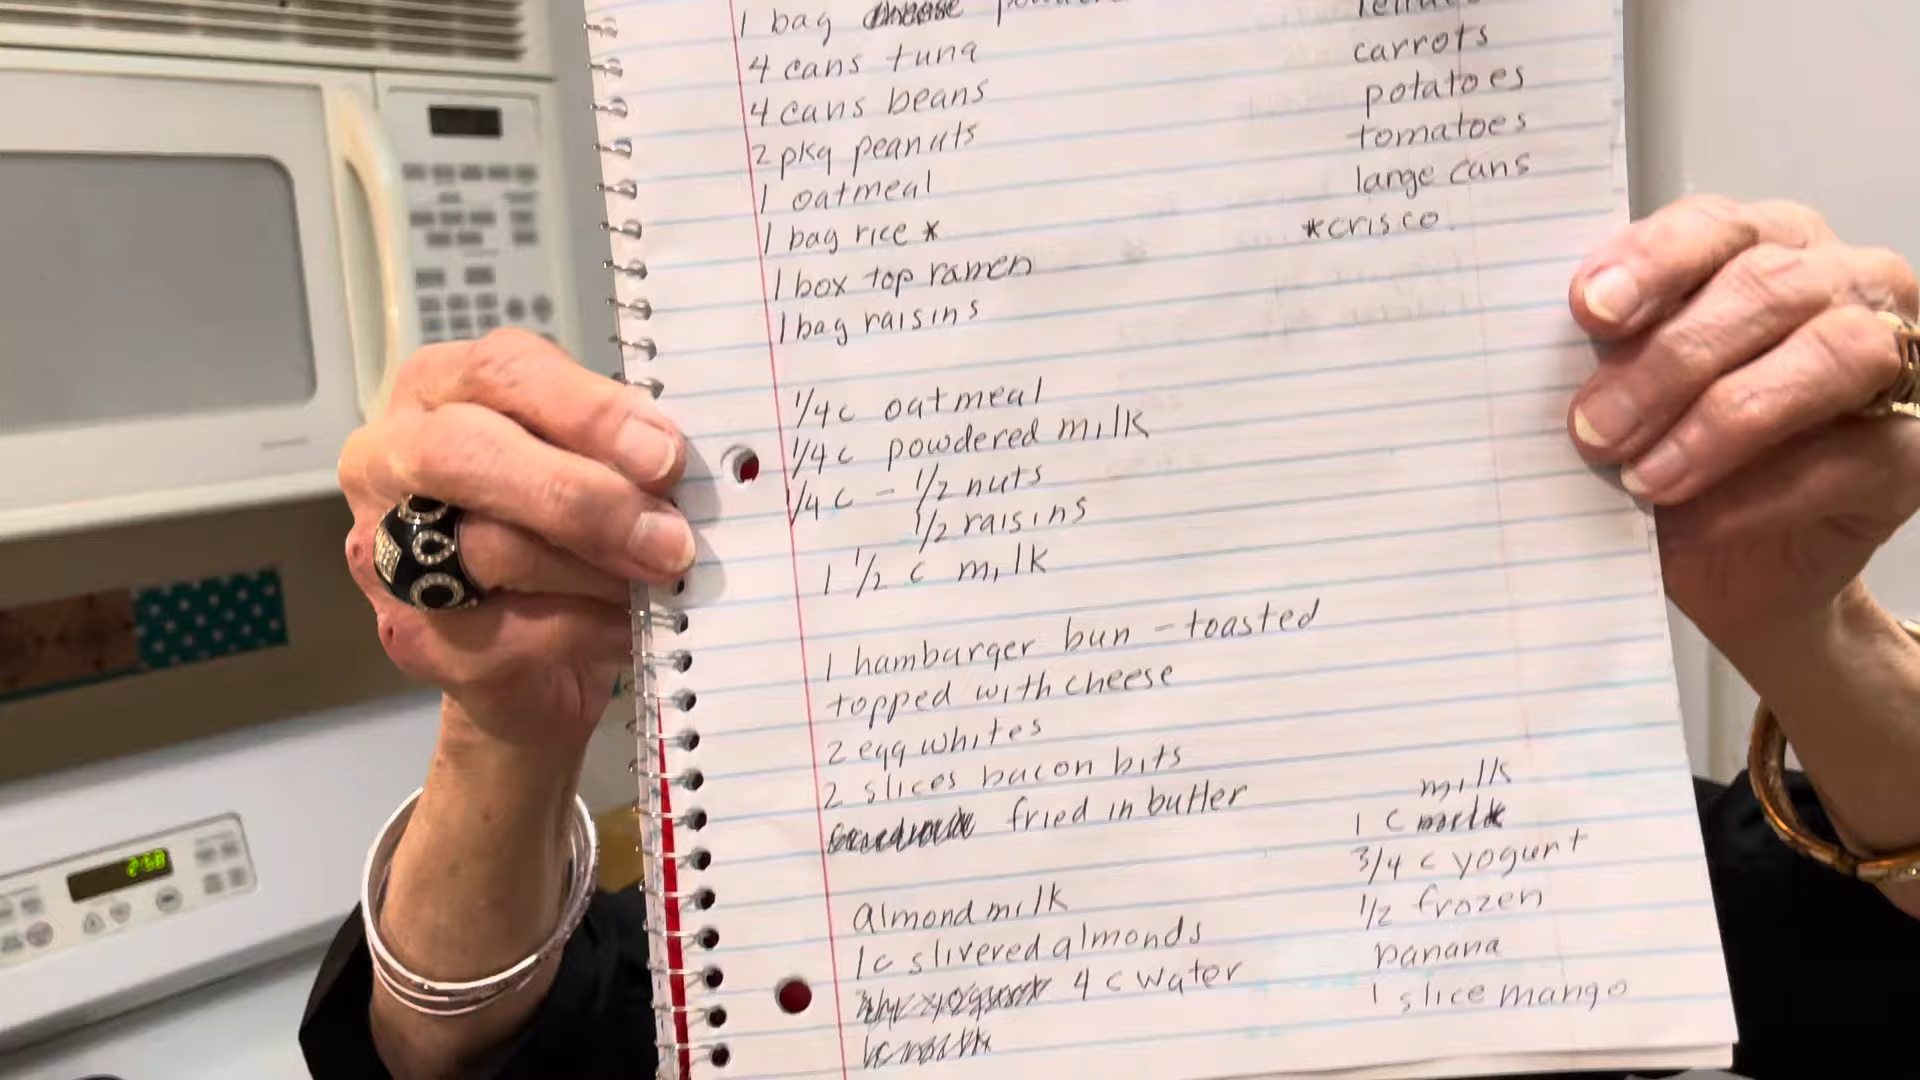 1 bag
4 cans tuna
4 cans beans
2 pkg peanuts
1 oatmeal
1 bag rice *
1 box top ramen
1 bag raisins
carrots
potatoes
tomatoes
large cans
*crisco
1/4 c oatmeal
1/4 c powdered milk
1/4 c - 1/2 nuts
1/2 raisins
1 1/2 c milk
1 hamburger bun - toasted
topped with cheese
2 egg whites
2 slices bacon bits
fried in butter
almond milk
1c slivered almonds
4 c water
milk
1 c
3/4 c yogurt
1/2 frozen
banana
1 slice mango
2:58